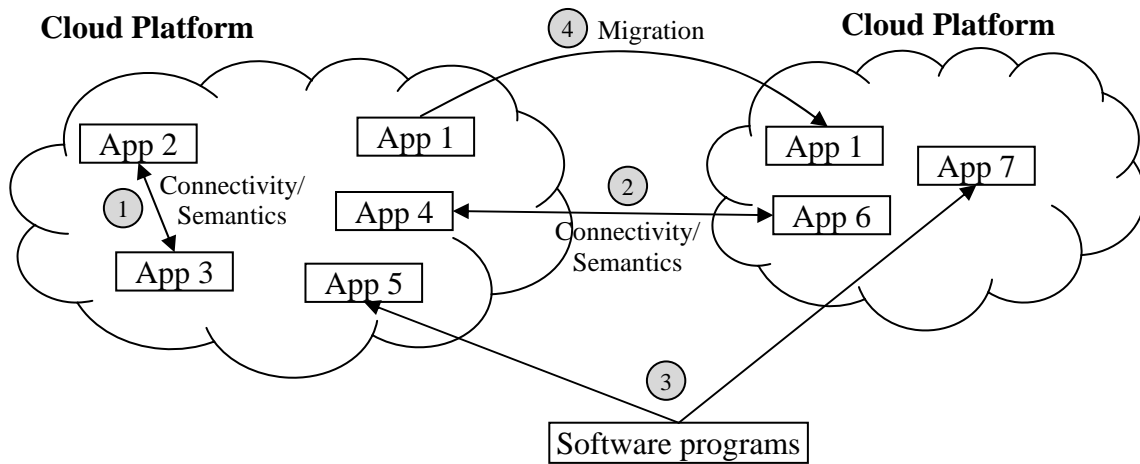 Cloud Platform
4 Migration
Cloud Platform
App 2
App 1
App 1
App 7
1
Connectivity/
Semantics
App 4
2
App 6
Connectivity/
Semantics
App 3
App 5
3
Software programs